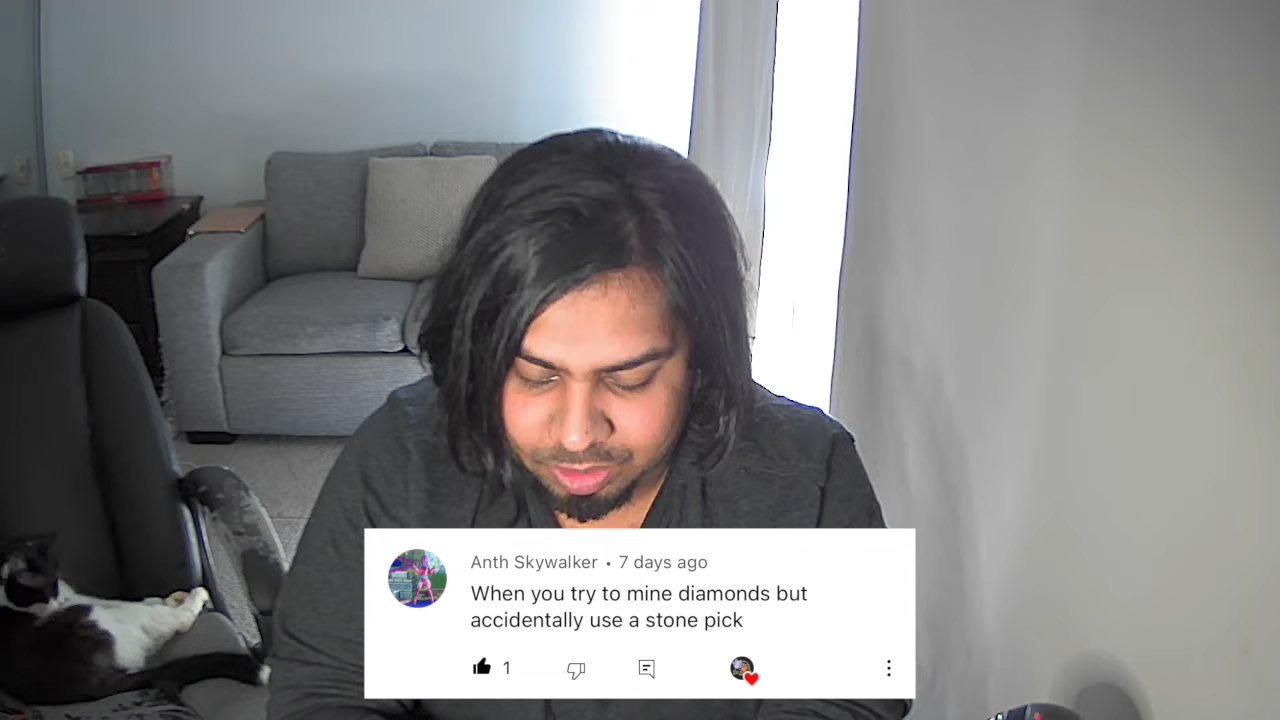 Anth Skywalker • 7 days ago
When you try to mine diamonds but
accidentally use a stone pick
1